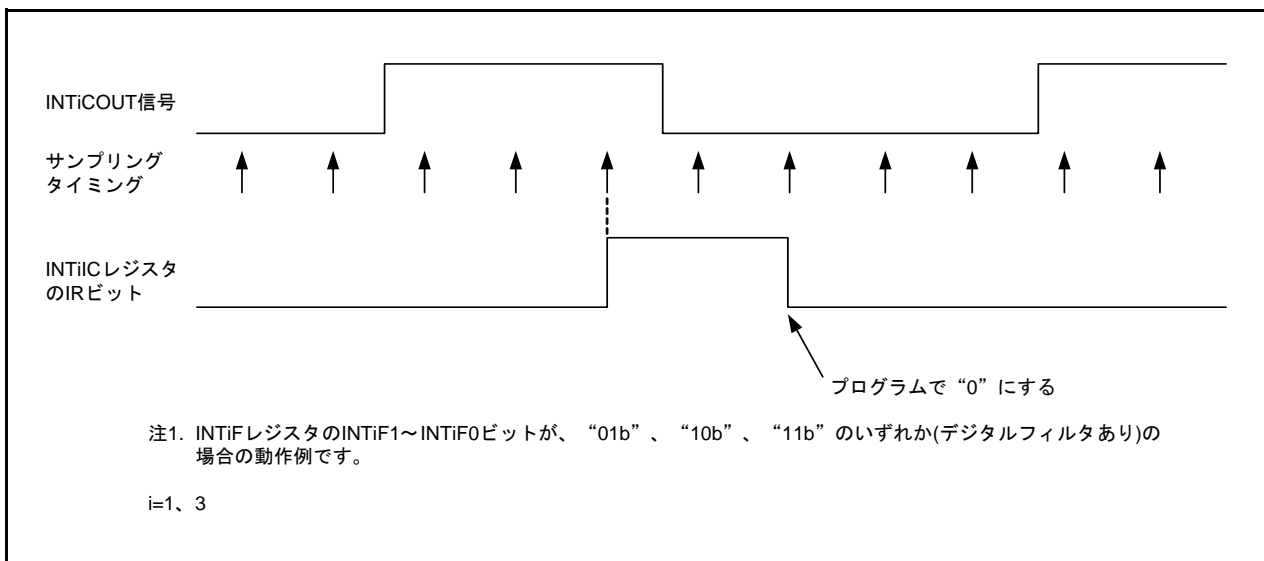 INTiCOUT信号
サンプリング
タイミング
INTiICレジスタ
のIRビット
プログラムで“0”にする
注1. INTiFレジスタのINTiF1～INTiF0ビットが、“01b”、“10b”、“11b”のいずれか(デジタルフィルタあり)の
場合の動作例です。
i=1、3